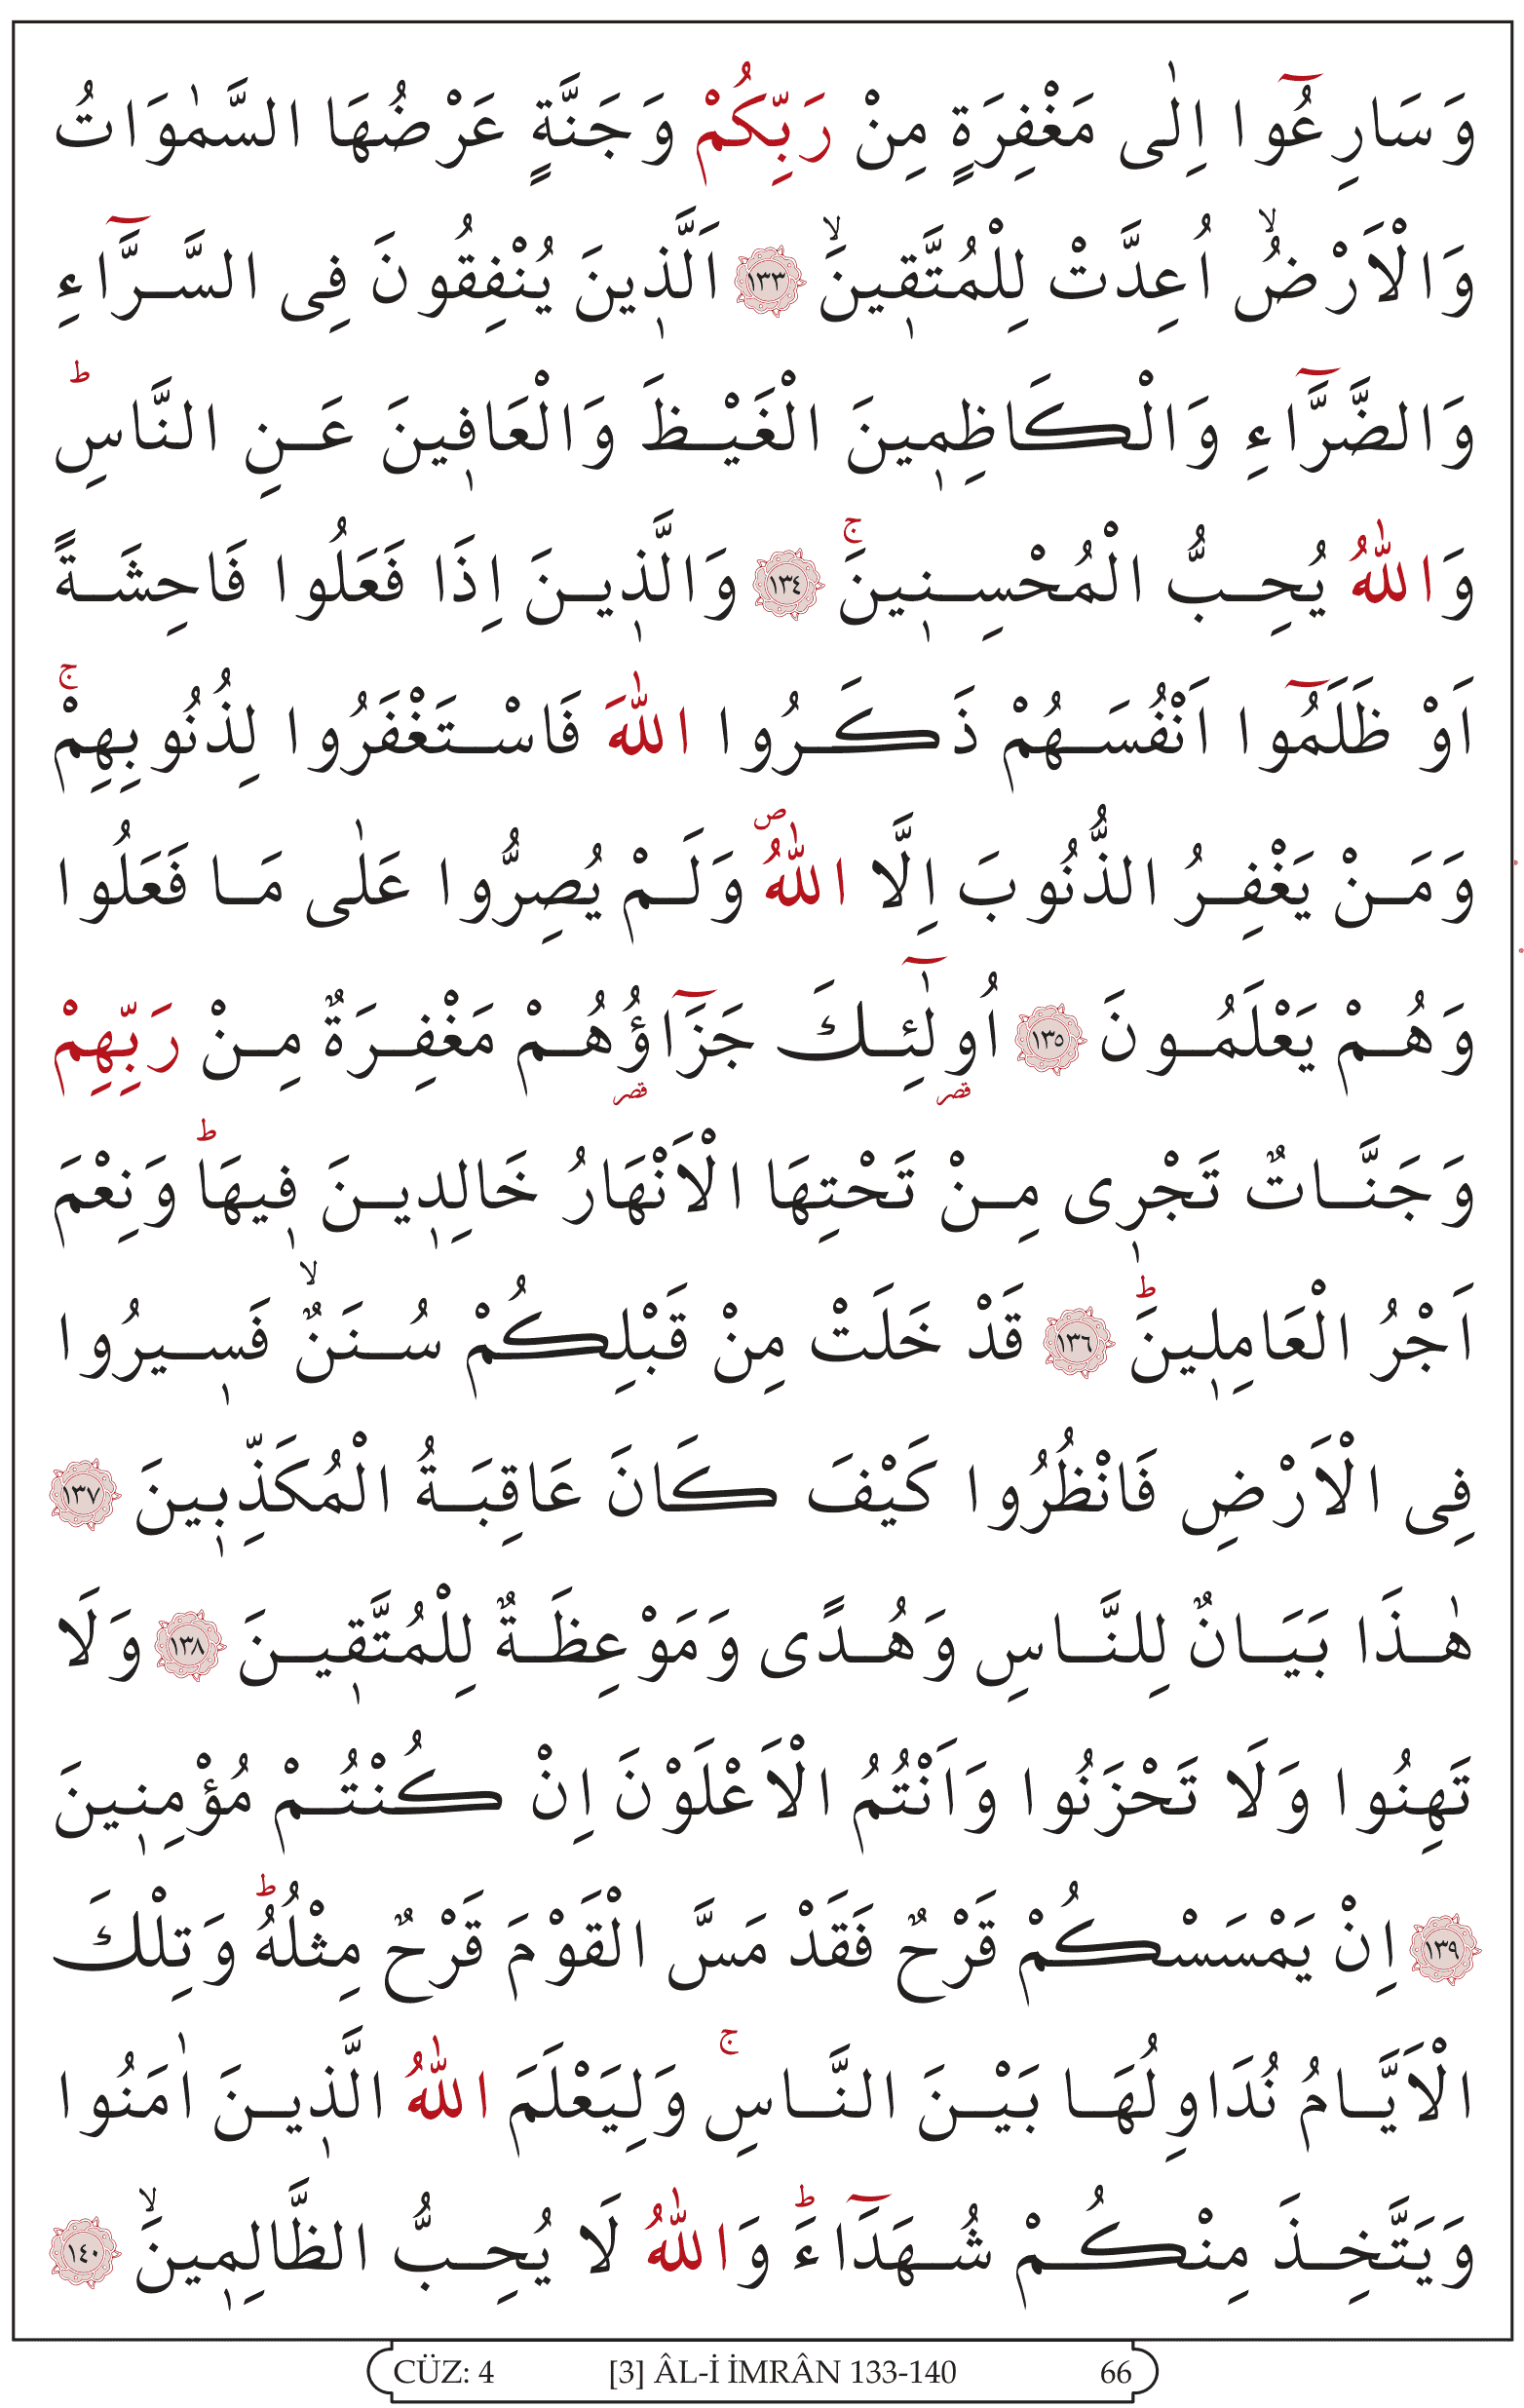 وَسَارِعُٓوا اِلٰى مَغْفِرَةٍ مِنْ رَبِّكُمْ وَجَنَّةٍ عَرْضُهَا السَّمٰوَاتُ
وَالْاَرْضُۙ اُعِدَّتْ لِلْمُتَّق۪ينَۙ ﴿١٣٣﴾ اَلَّذ۪ينَ يُنْفِقُونَ فِى السَّرَّٓاءِ
وَالضَّرَّٓاءِ وَالْكَاظِم۪ينَ الْغَيْظَ وَالْعَاف۪ينَ عَنِ النَّاسِۜ
وَاللّٰهُ يُحِبُّ الْمُحْسِن۪ينَۚ ﴿١٣٤﴾ وَالَّذ۪ينَ اِذَا فَعَلُوا فَاحِشَةً
اَوْ ظَلَمُٓوا اَنْفُسَهُمْ ذَكَرُوا اللّٰهَ فَاسْتَغْفَرُوا لِذُنُوبِهِمْۚ
وَمَنْ يَغْفِرُ الذُّنُوبَ اِلَّا اللّٰهُۖ وَلَمْ يُصِرُّوا عَلٰى مَا فَعَلُوا
وَهُمْ يَعْلَمُونَ ﴿١٣٥﴾ اُو۬لٰٓئِكَ جَزَٓاؤُ۬هُمْ مَغْفِرَةٌ مِنْ رَبِّهِمْ
قصر قصر
وَجَنَّاتٌ تَجْر۪ى مِنْ تَحْتِهَا الْاَنْهَارُ خَالِد۪ينَ ف۪يهَاۜ وَنِعْمَ
اَجْرُ الْعَامِل۪ينَۜ ﴿١٣٦﴾ قَدْ خَلَتْ مِنْ قَبْلِكُمْ سُنَنٌۙ فَس۪يرُوا
فِى الْاَرْضِ فَانْظُرُوا كَيْفَ كَانَ عَاقِبَةُ الْمُكَذِّب۪ينَ ﴿١٣٧﴾
هٰذَا بَيَانٌ لِلنَّاسِ وَهُدًى وَمَوْعِظَةٌ لِلْمُتَّق۪ينَ ﴿١٣٨﴾ وَلَا
تَهِنُوا وَلَا تَحْزَنُوا وَاَنْتُمُ الْاَعْلَوْنَ اِنْ كُنْتُمْ مُؤْمِن۪ينَ
﴿١٣٩﴾ اِنْ يَمْسَسْكُمْ قَرْحٌ فَقَدْ مَسَّ الْقَوْمَ قَرْحٌ مِثْلُهُۜ وَتِلْكَ
الْاَيَّامُ نُدَاوِلُهَا بَيْنَ النَّاسِۚ وَلِيَعْلَمَ اللّٰهُ الَّذ۪ينَ اٰمَنُوا
وَيَتَّخِذَ مِنْكُمْ شُهَدَٓاءَۜ وَاللّٰهُ لَا يُحِبُّ الظَّالِم۪ينَۙ ﴿١٤٠﴾
CÜZ: 4 [3] ÂL-İ İMRÂN 133-140 66